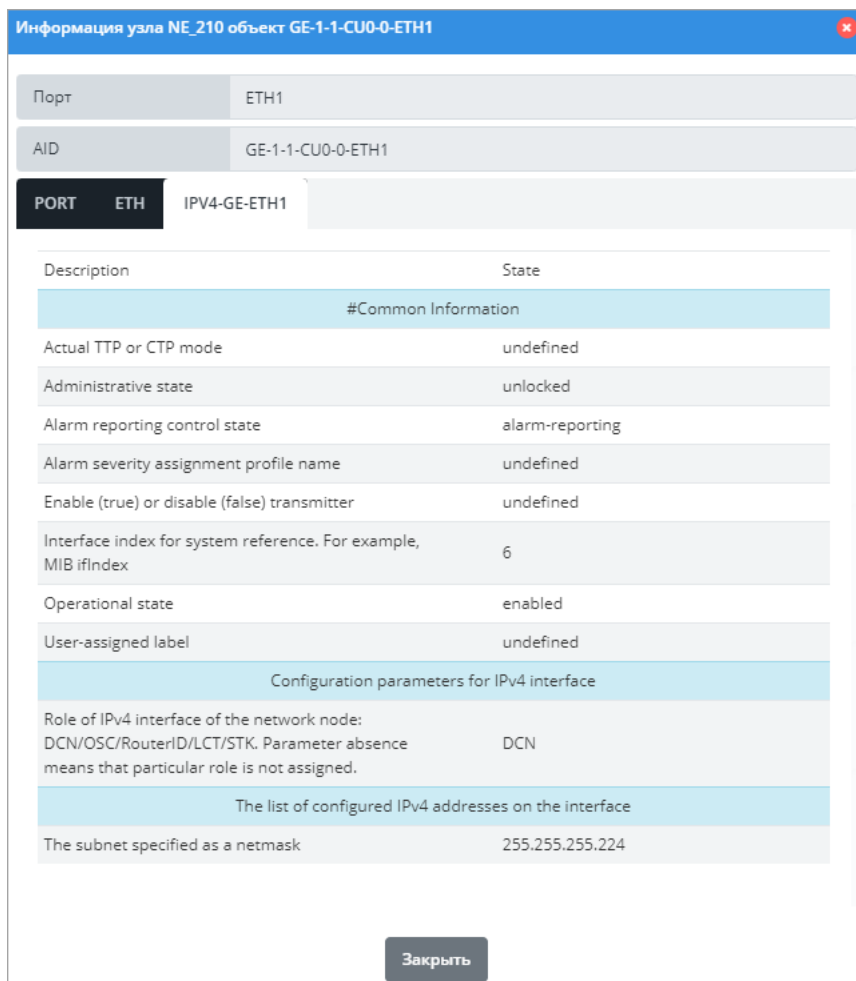 Информация узла NE_210 объект GE-1-1-CU0-0-ETH1
Порт ETH1
AID GE-1-1-CU0-0-ETH1
PORT ETH IPV4-GE-ETH1
Description State
#Common Information
Actual TTP or CTP mode undefined
Administrative state unlocked
Alarm reporting control state alarm-reporting
Alarm severity assignment profile name undefined
Enable (true) or disable (false) transmitter undefined
Interface index for system reference. For example,
MIB ifIndex
6
Operational state enabled
User-assigned label undefined
Configuration parameters for IPv4 interface
Role of IPv4 interface of the network node:
DCN/OSC/RouterID/LCT/STK. Parameter absence
means that particular role is not assigned.
DCN
The list of configured IPv4 addresses on the interface
The subnet specified as a netmask 255.255.255.224
Закрыть